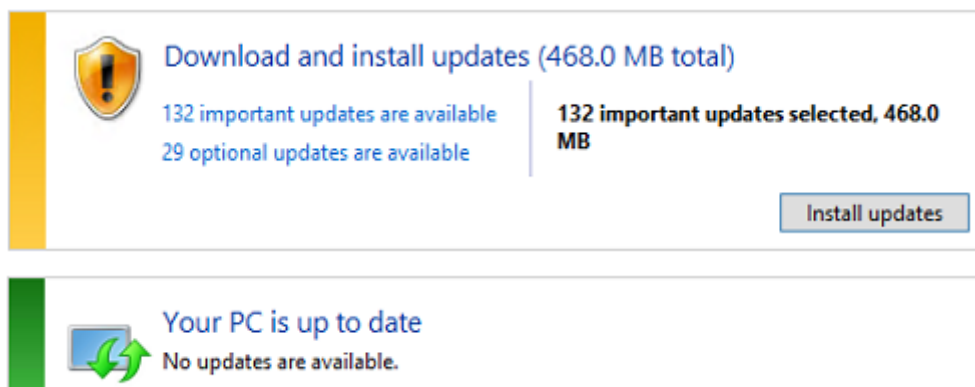 Download and install updates (468.0 MB total)
132 important updates are available
29 optional updates are available
132 important updates selected, 468.0
MB
Install updates
Your PC is up to date
No updates are available.